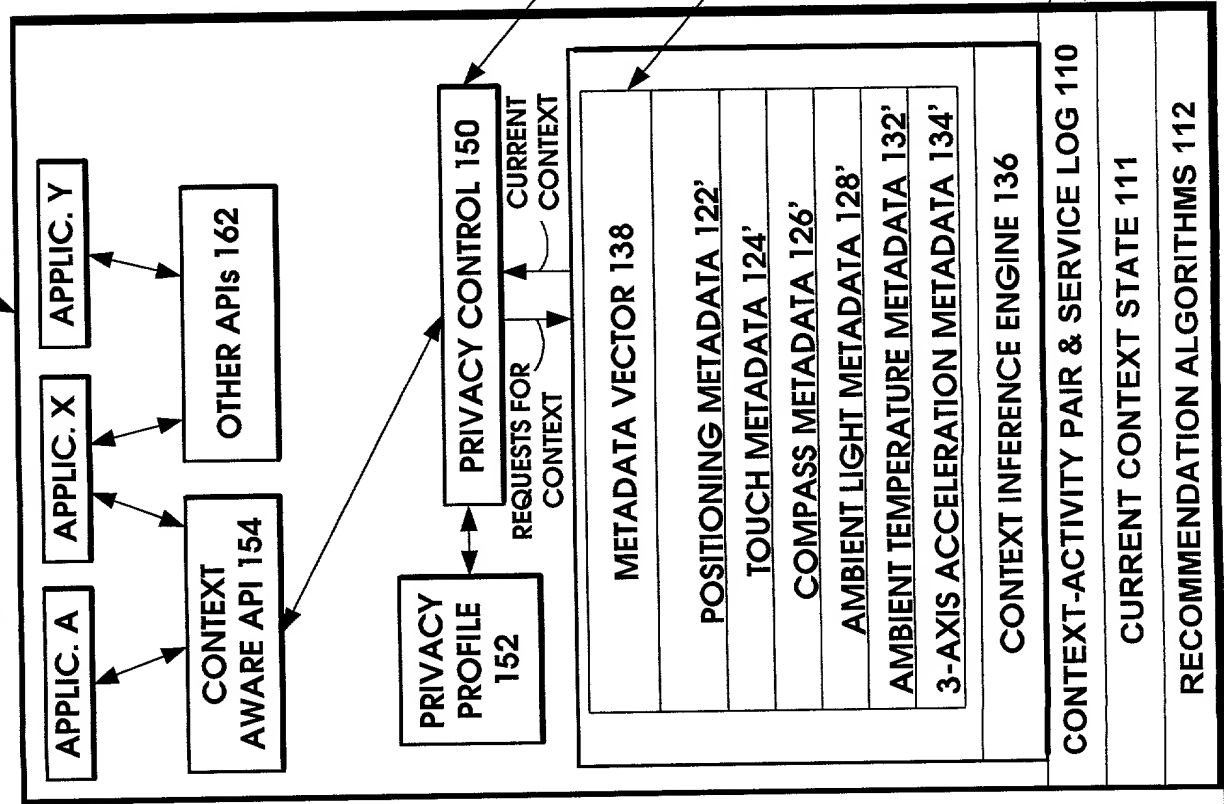 APPLIC. A
APPLIC. X
APPLIC. Y
CONTEXT
AWARE API 154
OTHER APIs 162
PRIVACY
PROFILE
152
PRIVACY CONTROL 150
REQUESTS FOR
CONTEXT
CURRENT
CONTEXT
METADATA VECTOR 138
POSITIONING METADATA 122'
TOUCH METADATA 124'
COMPASS METADATA 126'
AMBIENT LIGHT METADATA 128'
AMBIENT TEMPERATURE METADATA 132'
3-AXIS ACCELERATION METADATA 134'
CONTEXT INFERENCE ENGINE 136
CONTEXT-ACTIVITY PAIR & SERVICE LOG 110
CURRENT CONTEXT STATE 111
RECOMMENDATION ALGORITHMS 112